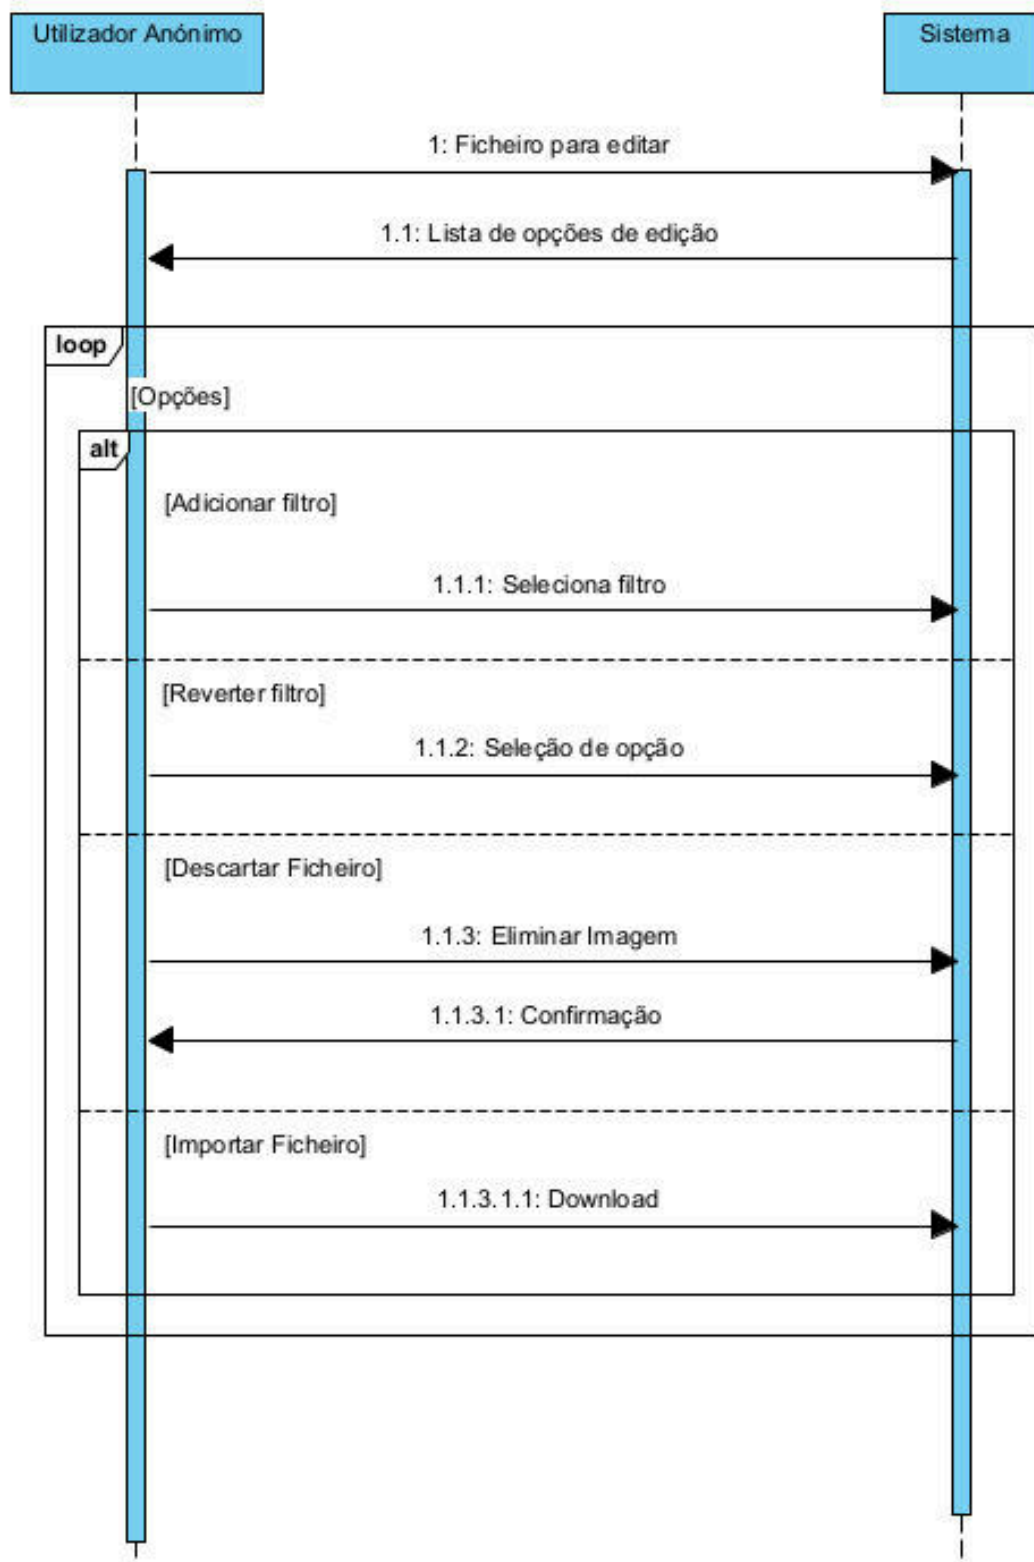 Utilizador Anónimo
Sistema
1: Ficheiro para editar
1.1: Lista de opções de edição
loop
[Opções]
alt
[Adicionar filtro]
1.1.1: Seleciona filtro
[Reverter filtro]
1.1.2: Seleção de opção
[Descartar Ficheiro]
1.1.3: Eliminar Imagem
1.1.3.1: Confirmação
[Importar Ficheiro]
1.1.3.1.1: Download